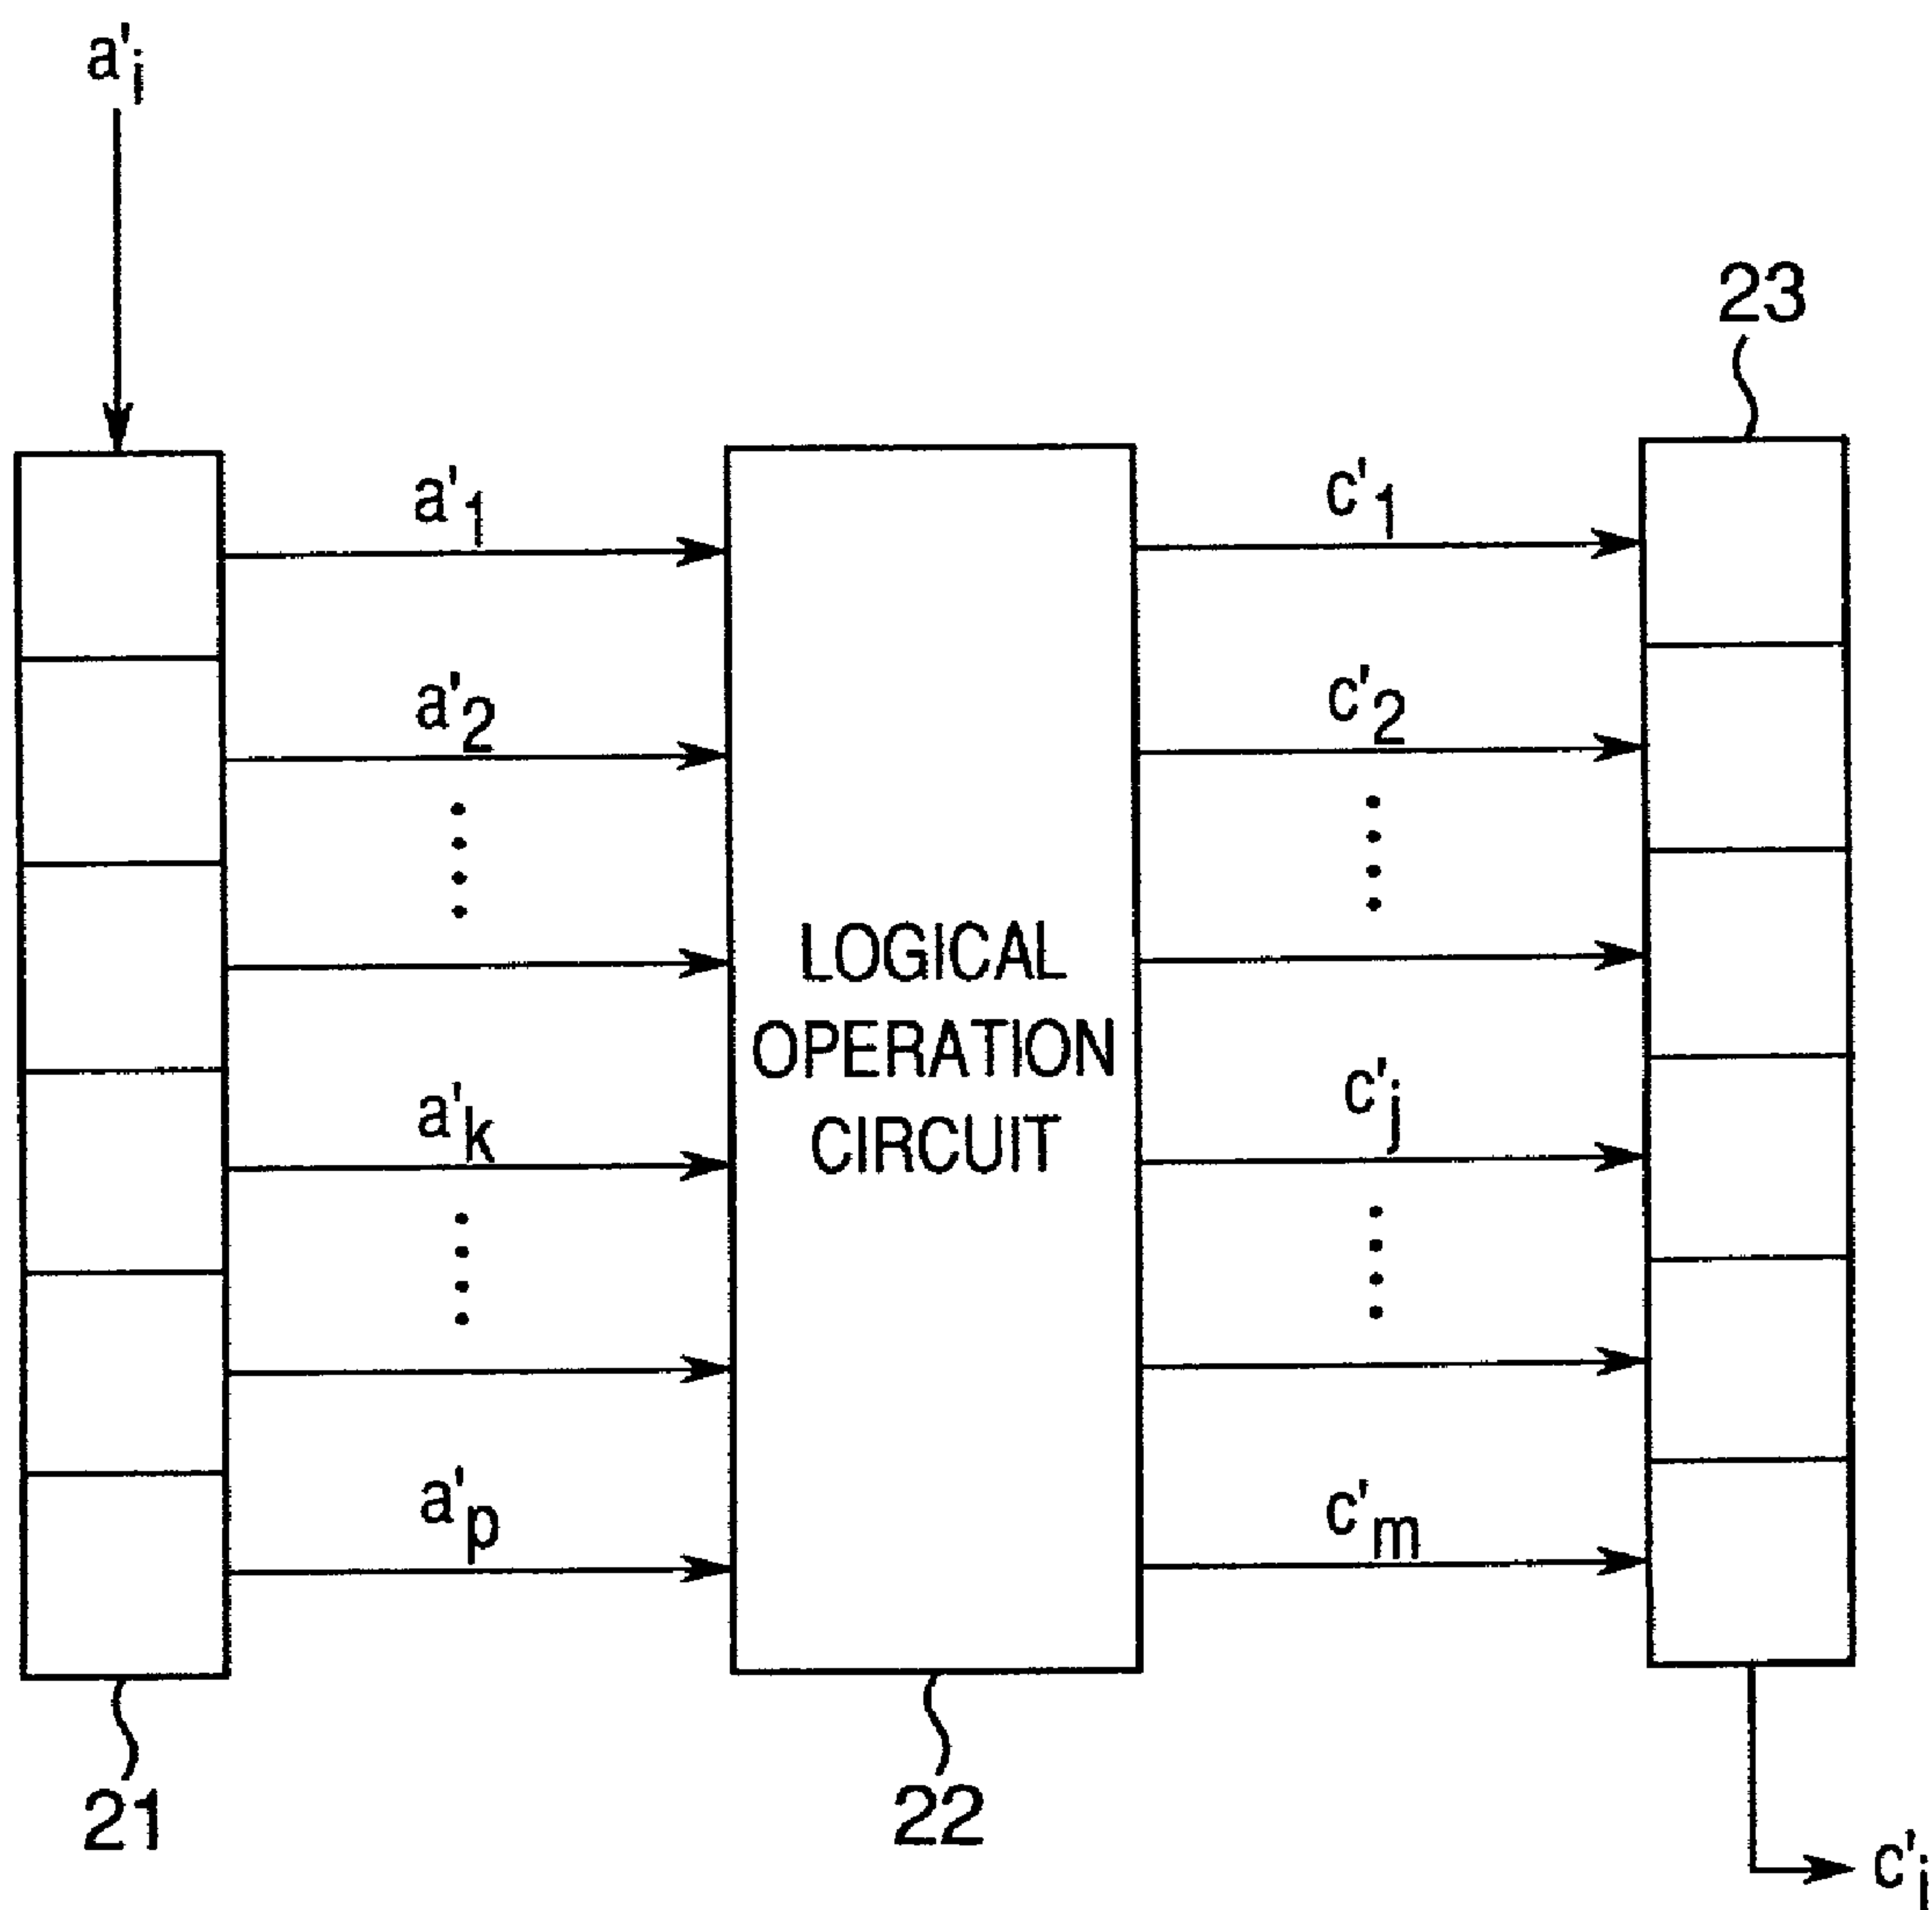 a'i
23
a'1
c'1
a'2
c'2
LOGICAL
OPERATION
CIRCUIT
a'k
c'j
a'p
c'm
21
22